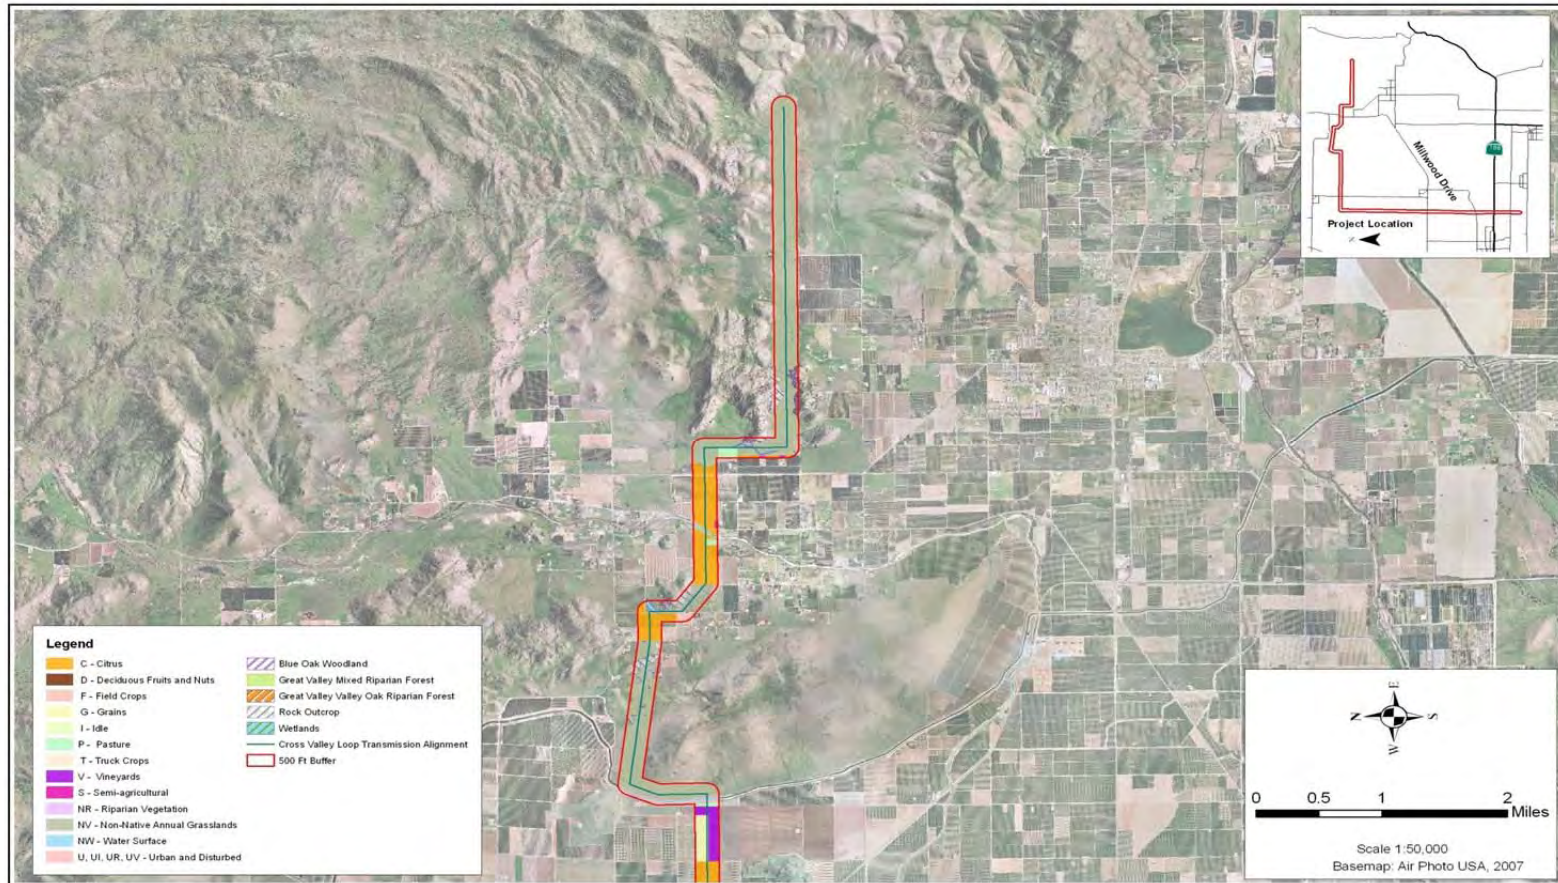 Millwood Drive
198
Project Location
N
Legend
C - Citrus
D - Deciduous Fruits and Nuts
F - Field Crops
G - Grains
I - Idle
P - Pasture
T - Truck Crops
V - Vineyards
S - Semi-agricultural
NR - Riparian Vegetation
NV - Non-Native Annual Grasslands
NW - Water Surface
U, UI, UR, UV - Urban and Disturbed
Blue Oak Woodland
Great Valley Mixed Riparian Forest
Great Valley Valley Oak Riparian Forest
Rock Outcrop
Wetlands
Cross Valley Loop Transmission Alignment
500 Ft Buffer
E
N
S
W
0 0.5 1 2
Miles
Scale 1:50,000
Basemap: Air Photo USA, 2007